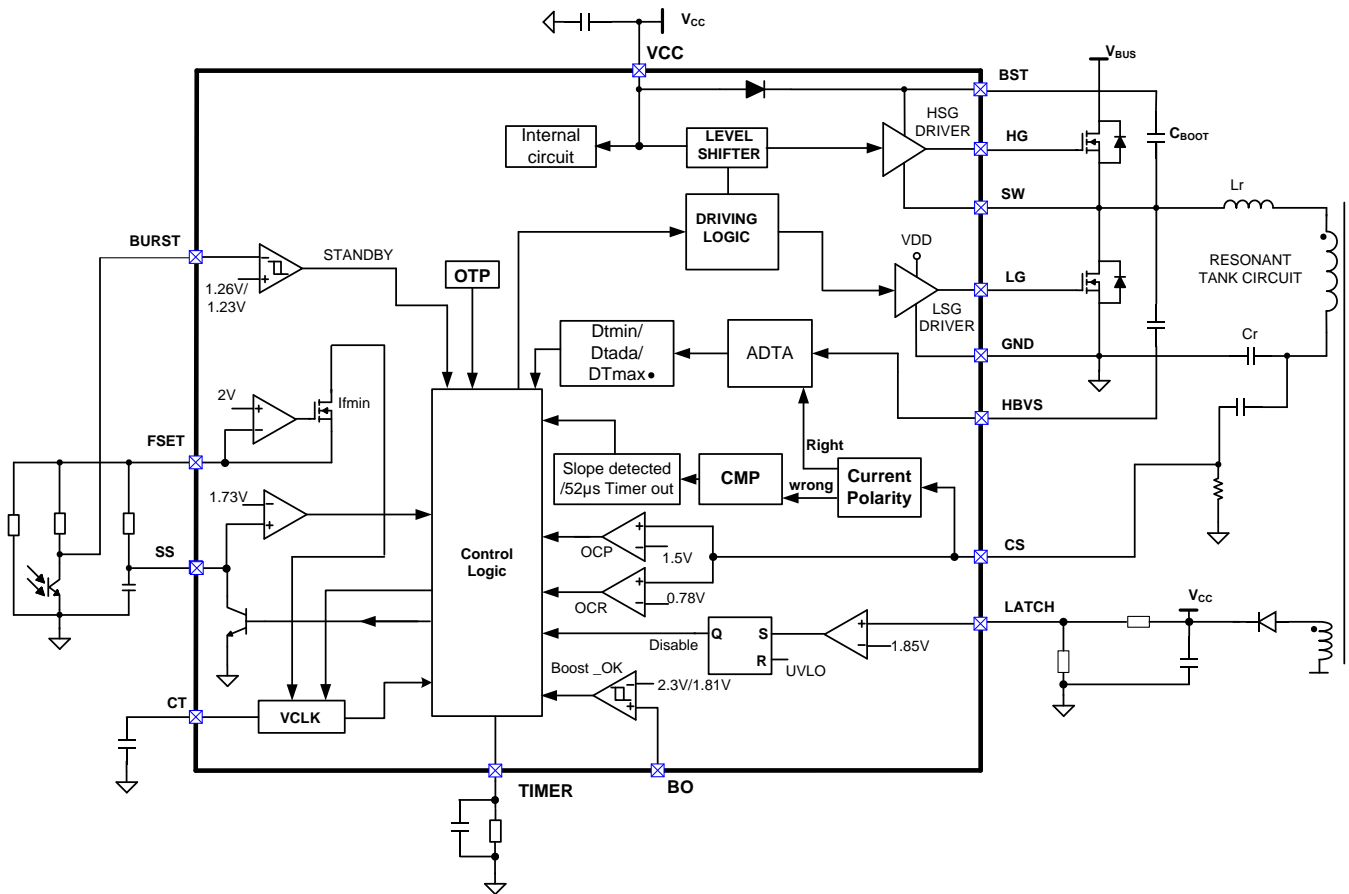 VCC
VCC
BST
VBUS
Internal
circuit
LEVEL
SHIFTER
HSG
DRIVER
HG
CBOOT
SW
Lr
BURST
STANDBY
DRIVING
LOGIC
VDD
1.26V/
1.23V
OTP
LG
RESONANT
TANK CIRCUIT
LSG
DRIVER
GND
Cr
Dtmin/
Dtada/
DTmax•
ADTA
2V
Ifmin
HBVS
FSET
Right
Slope detected
/52µs Timer out
CMP
wrong
Current
Polarity
1.73V
SS
Control
Logic
OCP
1.5V
CS
OCR
0.78V
LATCH
VCC
Disable
Q
S
R
UVLO
1.85V
Boost _OK
2.3V/1.81V
CT
VCLK
TIMER
BO